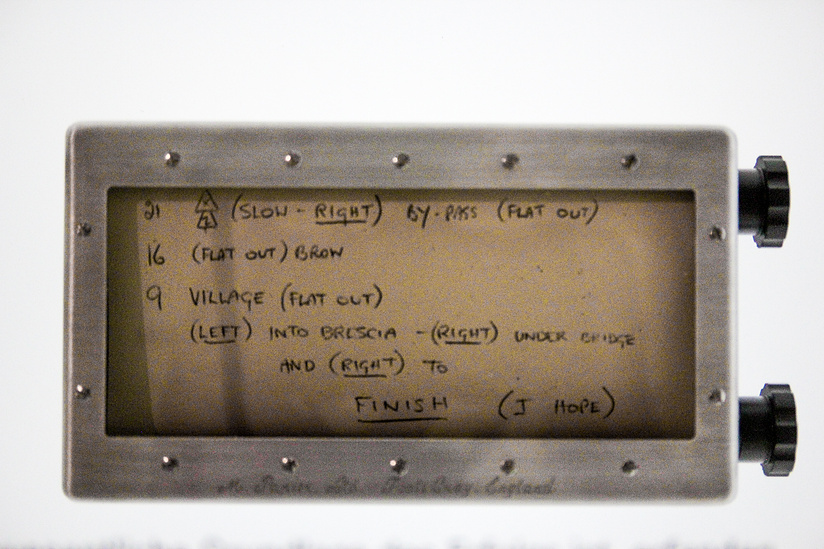 21 (SLOW - RIGHT) BY-PASS (FLAT OUT)
16 (FLAT OUT) BROW
9 VILLAGE (FLAT OUT)
(LEFT) INTO BRESCIA - (RIGHT) UNDER BRIDGE
AND (RIGHT) TO
FINISH (I HOPE)
England